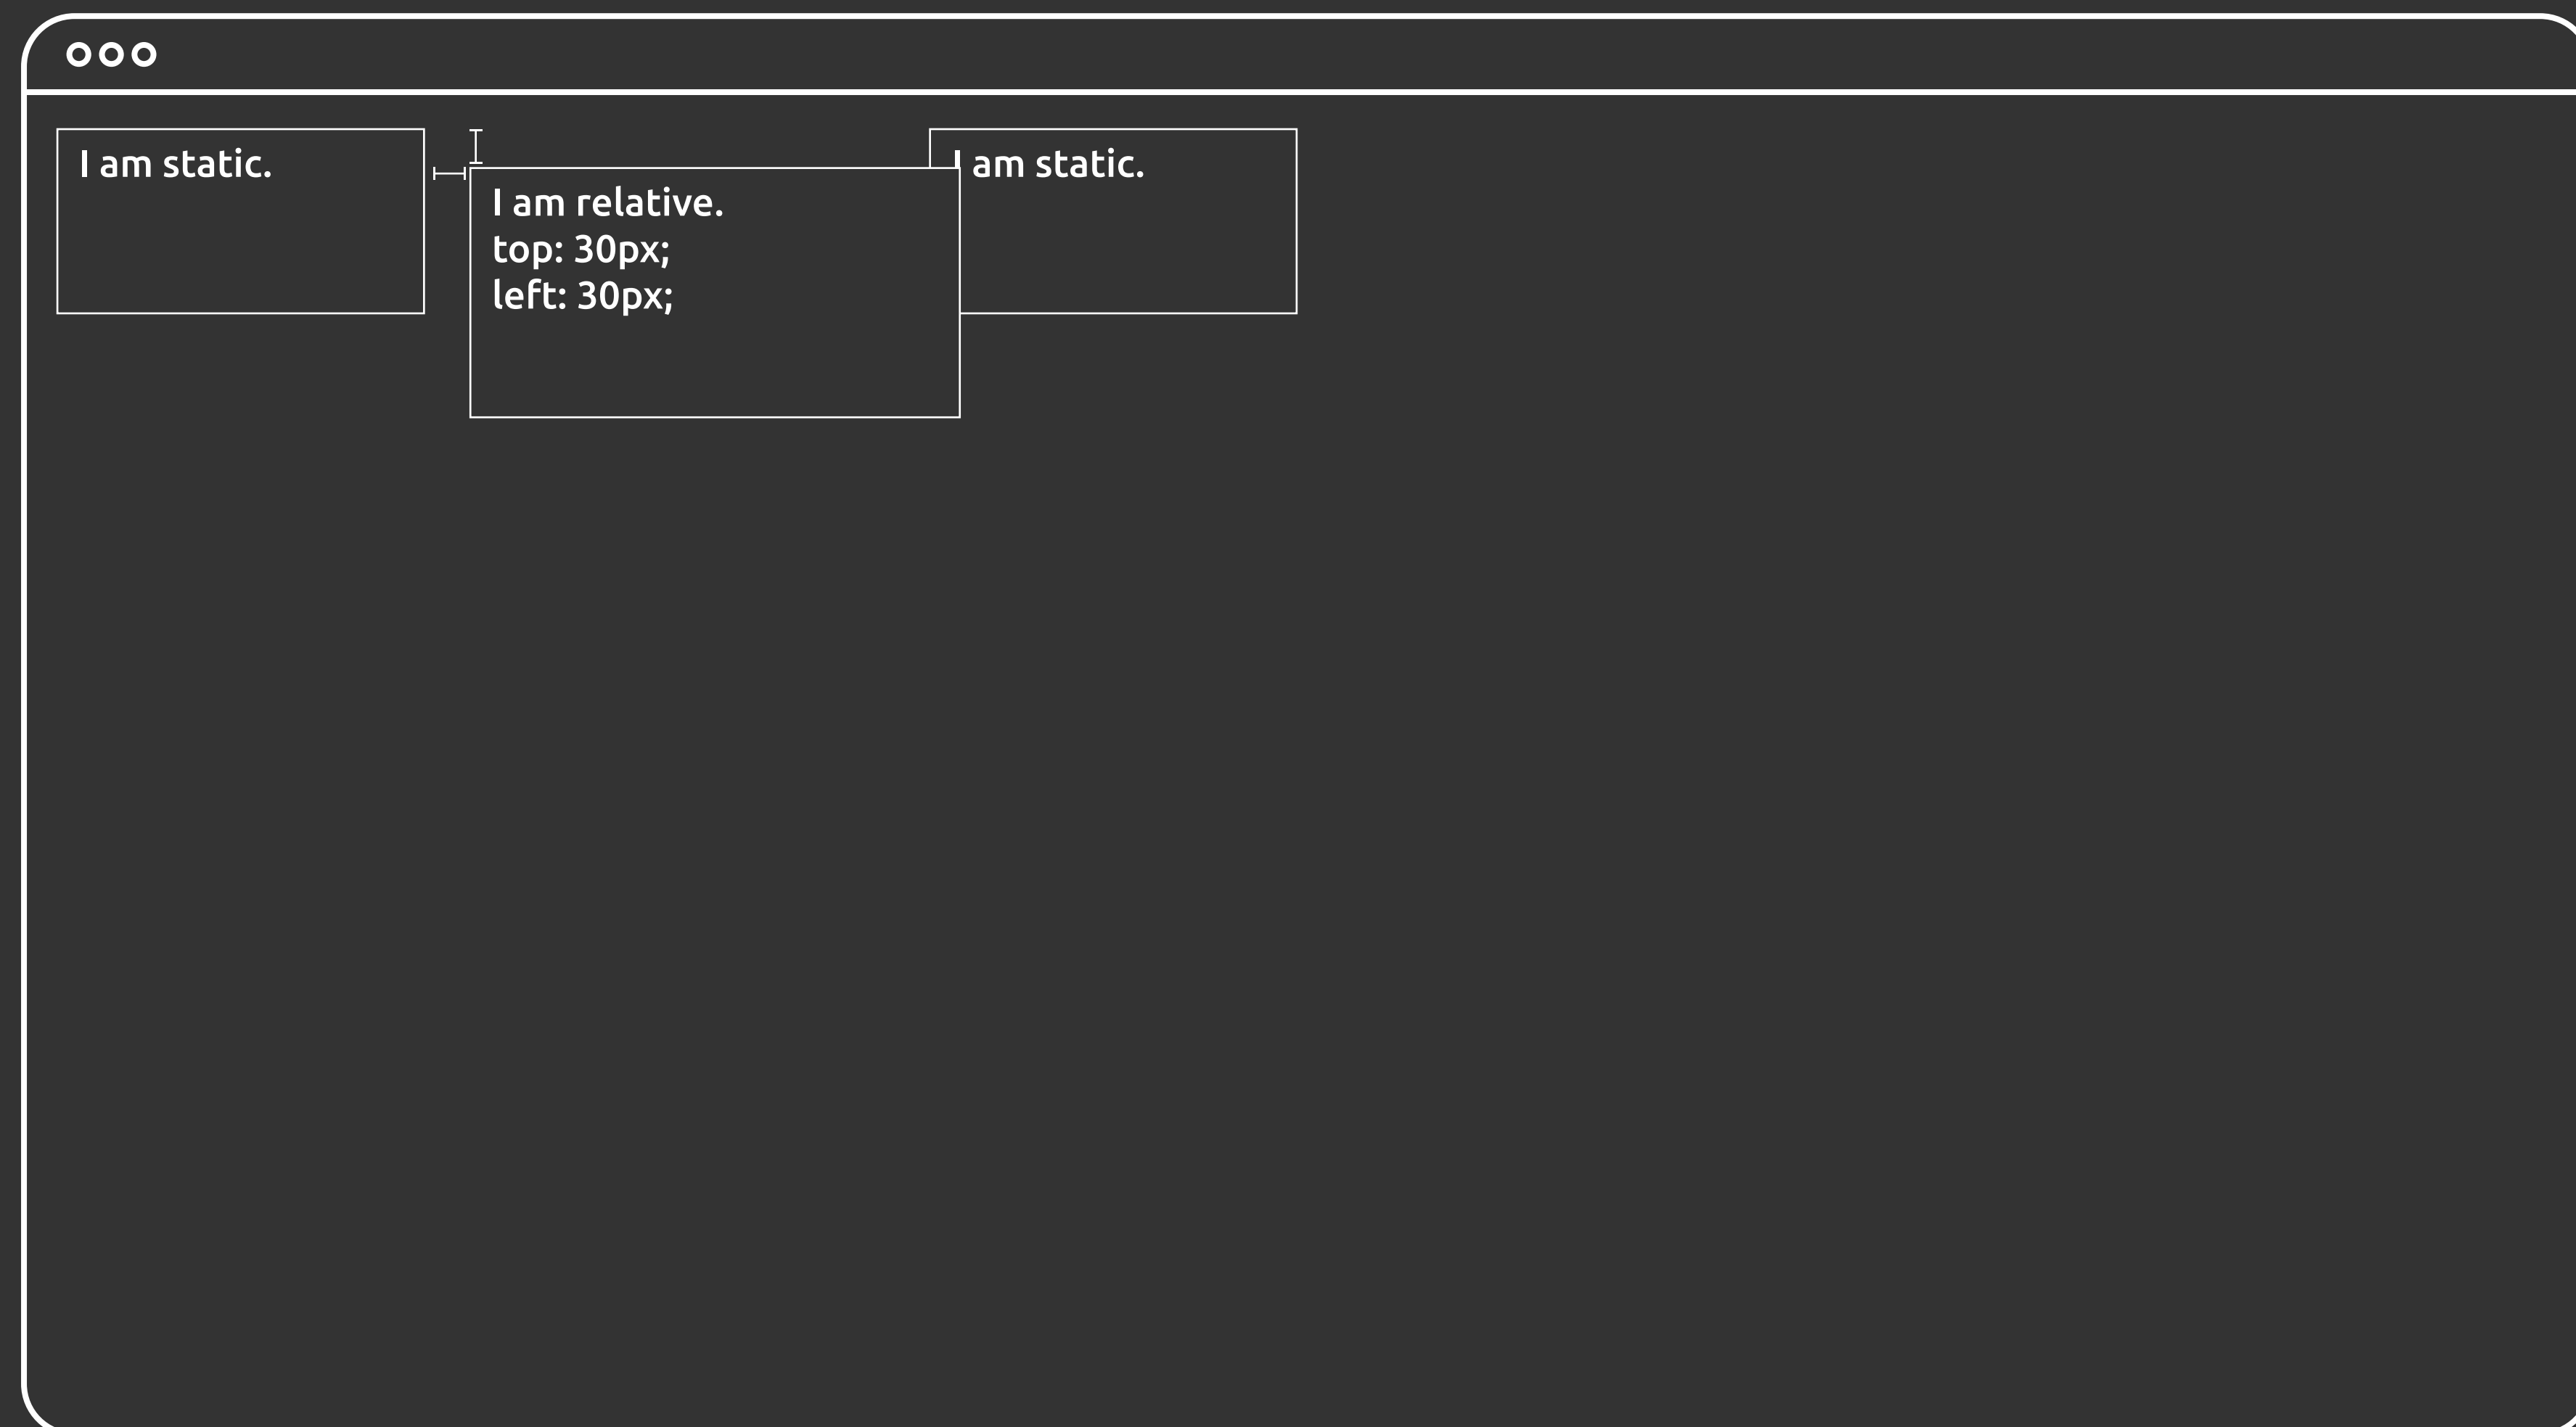 I am static.
I am relative.
top: 30px;
left: 30px;
I am static.